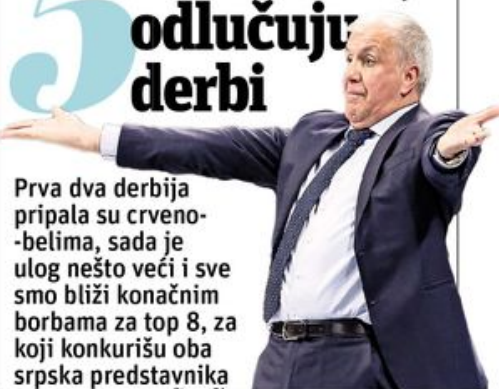 5
odlučuju
derbi
Prva dva derbija
pripala su crveno-
-belima, sada je
ulog nešto veći i sve
smo bliži konačnim
borbama za top 8, za
koji konkurišu oba
srpska predstavnika